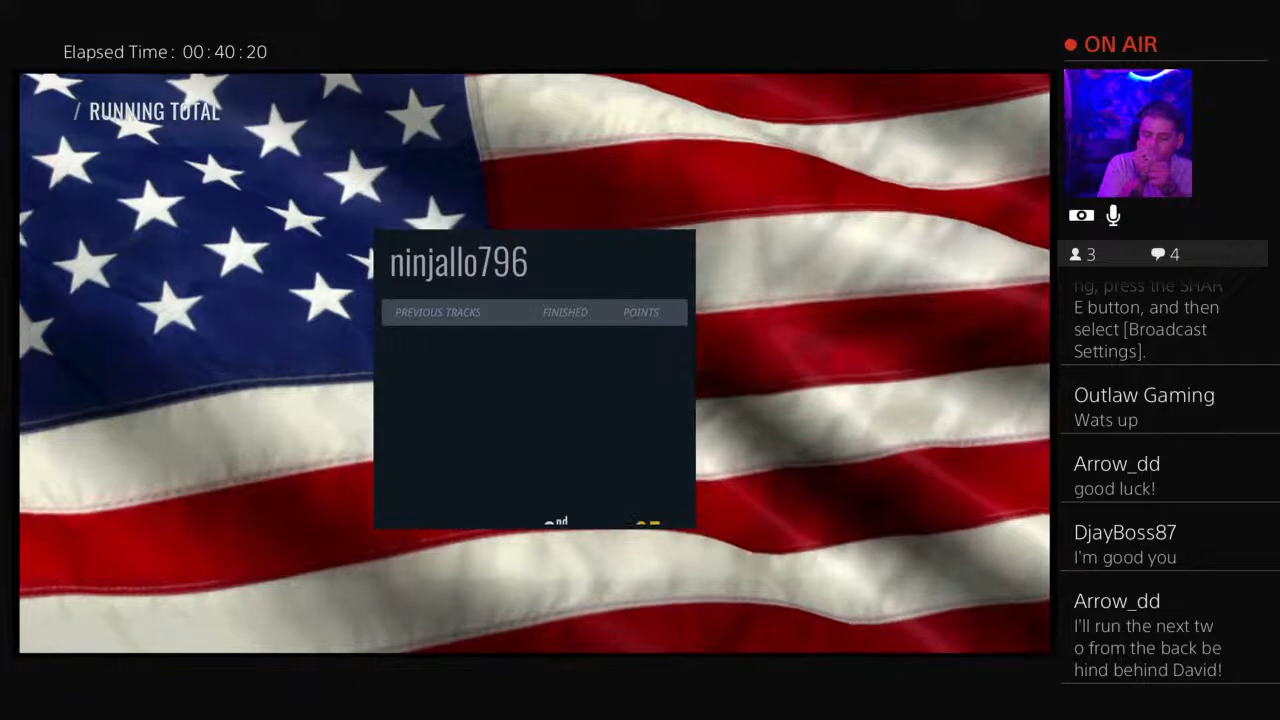 Elapsed Time: 00:40:20
ON AIR
/ RUNNING TOTAL
3 4
ninjallo796
PREVIOUS TRACKS FINISHED POINTS
ng, press the SHAR
E button, and then
select [Broadcast
Settings].
Outlaw Gaming
Wats up
Arrow_dd
good luck!
DjayBoss87
I'm good you
Arrow_dd
I'll run the next tw
o from the back be
hind behind David!